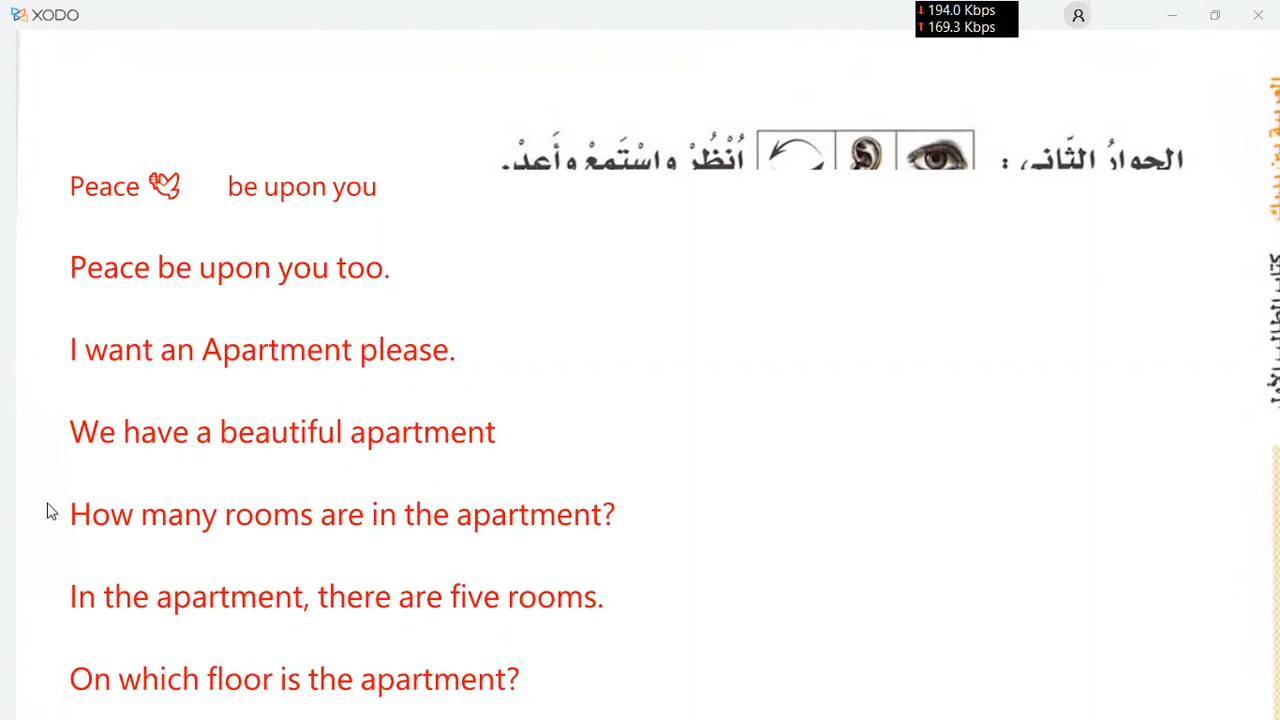 XODO
194.0 Kbps
169.3 Kbps
الحوارُ الثّاني : اُنْظُرْ وَاسْتَمِعْ وَأَعِدْ.
Peace 🕊 be upon you
Peace be upon you too.
I want an Apartment please.
We have a beautiful apartment
How many rooms are in the apartment?
In the apartment, there are five rooms.
On which floor is the apartment?